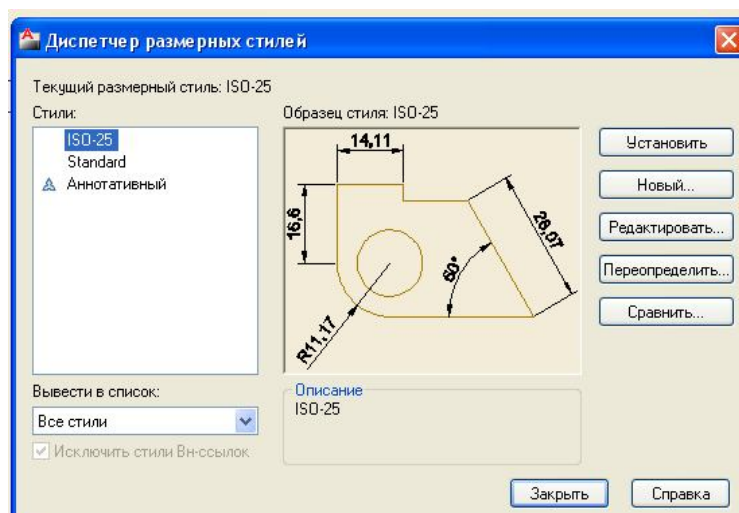 Диспетчер размерных стилей
Текущий размерный стиль: ISO-25
Стили:
ISO-25
Standard
Аннотативный
Образец стиля: ISO-25
14,11
16,6
28,07
60°
R11,17
Установить
Новый...
Редактировать...
Переопределить...
Сравнить...
Вывести в список:
Все стили
Исключить стили Вн-ссылок
Описание
ISO-25
Закрыть
Справка